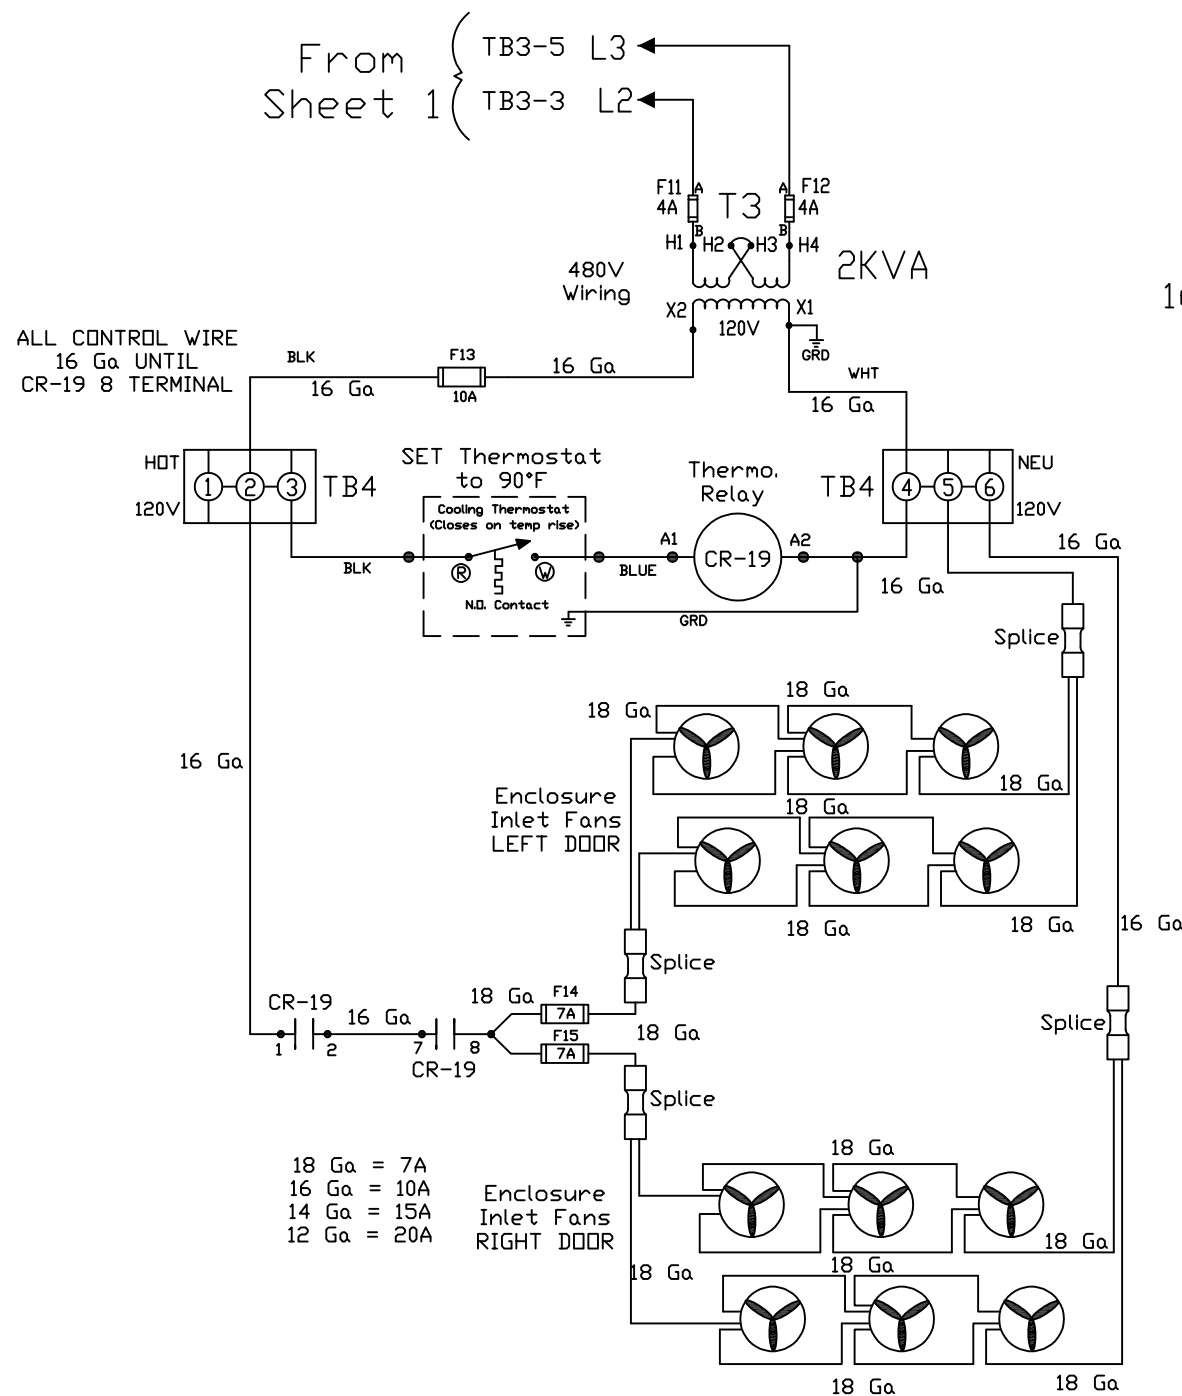 From
Sheet 1
TB3-5 L3
TB3-3 L2
F11
4A
A
B
T3
A
B
F12
4A
H1
H2
H3
H4
2KVA
480V
Wiring
X2
X1
120V
GRD
ALL CONTROL WIRE
16 Ga UNTIL
CR-19 8 TERMINAL
BLK
16 Ga
F13
10A
16 Ga
WHT
16 Ga
HOT
120V
1
2
3
TB4
SET Thermostat
to 90°F
Cooling Thermostat
(Closes on temp rise)
R
W
N.O. Contact
BLK
BLUE
GRD
Thermo.
Relay
A1
CR-19
A2
TB4
4
5
6
NEU
120V
16 Ga
16 Ga
Splice
18 Ga
18 Ga
18 Ga
16 Ga
Enclosure
Inlet Fans
LEFT DOOR
18 Ga
18 Ga
18 Ga
16 Ga
Splice
CR-19
1
2
16 Ga
7
8
CR-19
18 Ga
F14
7A
F15
7A
18 Ga
Splice
Splice
18 Ga = 7A
16 Ga = 10A
14 Ga = 15A
12 Ga = 20A
Enclosure
Inlet Fans
RIGHT DOOR
18 Ga
18 Ga
18 Ga
18 Ga
18 Ga
18 Ga